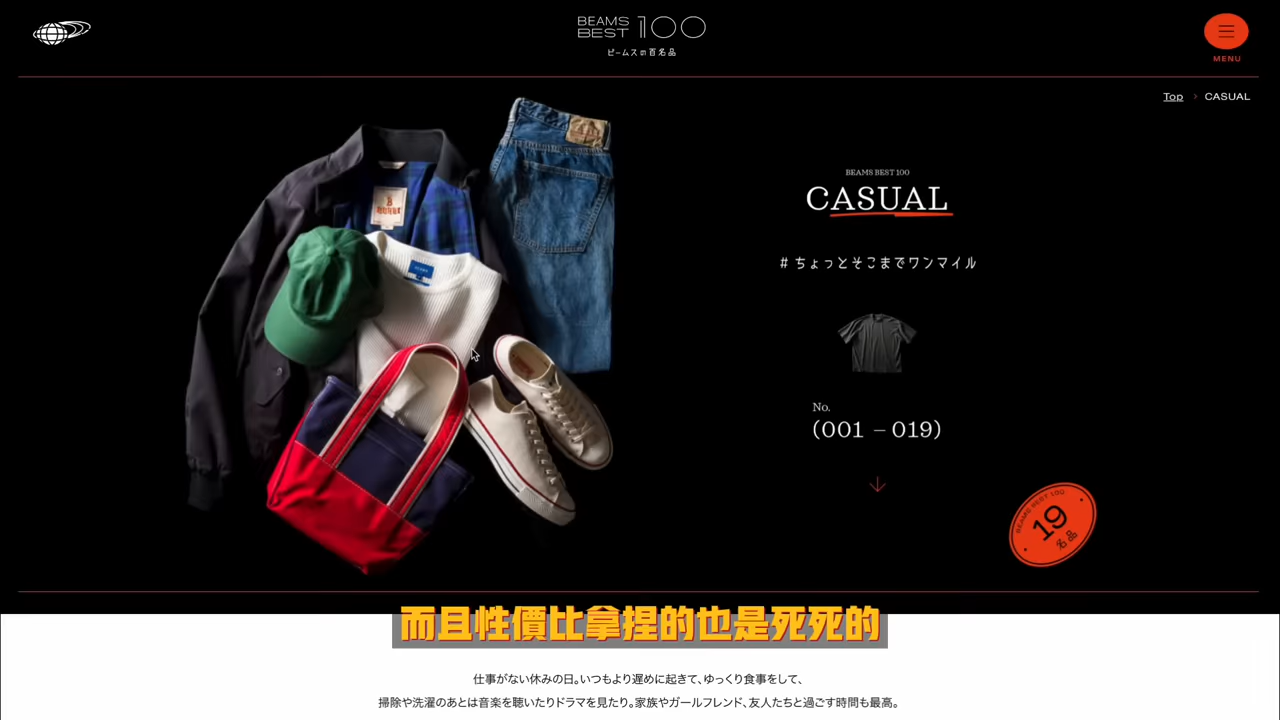 BEAMS
BEST 100
ビームスの百名品
MENU
Top > CASUAL
BEAMS BEST 100
CASUAL
# ちょっとそこまでワンマイル
No.
(001 – 019)
BEAMS BEST 100
19
名品
而且性價比拿捏的也是死死的
仕事がない休みの日。いつもより遅めに起きて、ゆっくり食事をして、
掃除や洗濯のあとは音楽を聴いたりドラマを見たり。家族やガールフレンド、友人たちと過ごす時間も最高。